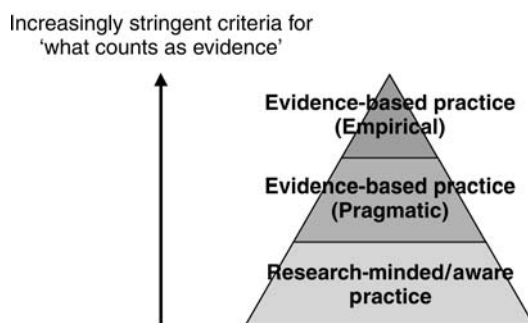 Increasingly stringent criteria for
‘what counts as evidence’
Evidence-based practice
(Empirical)
Evidence-based practice
(Pragmatic)
Research-minded/aware
practice